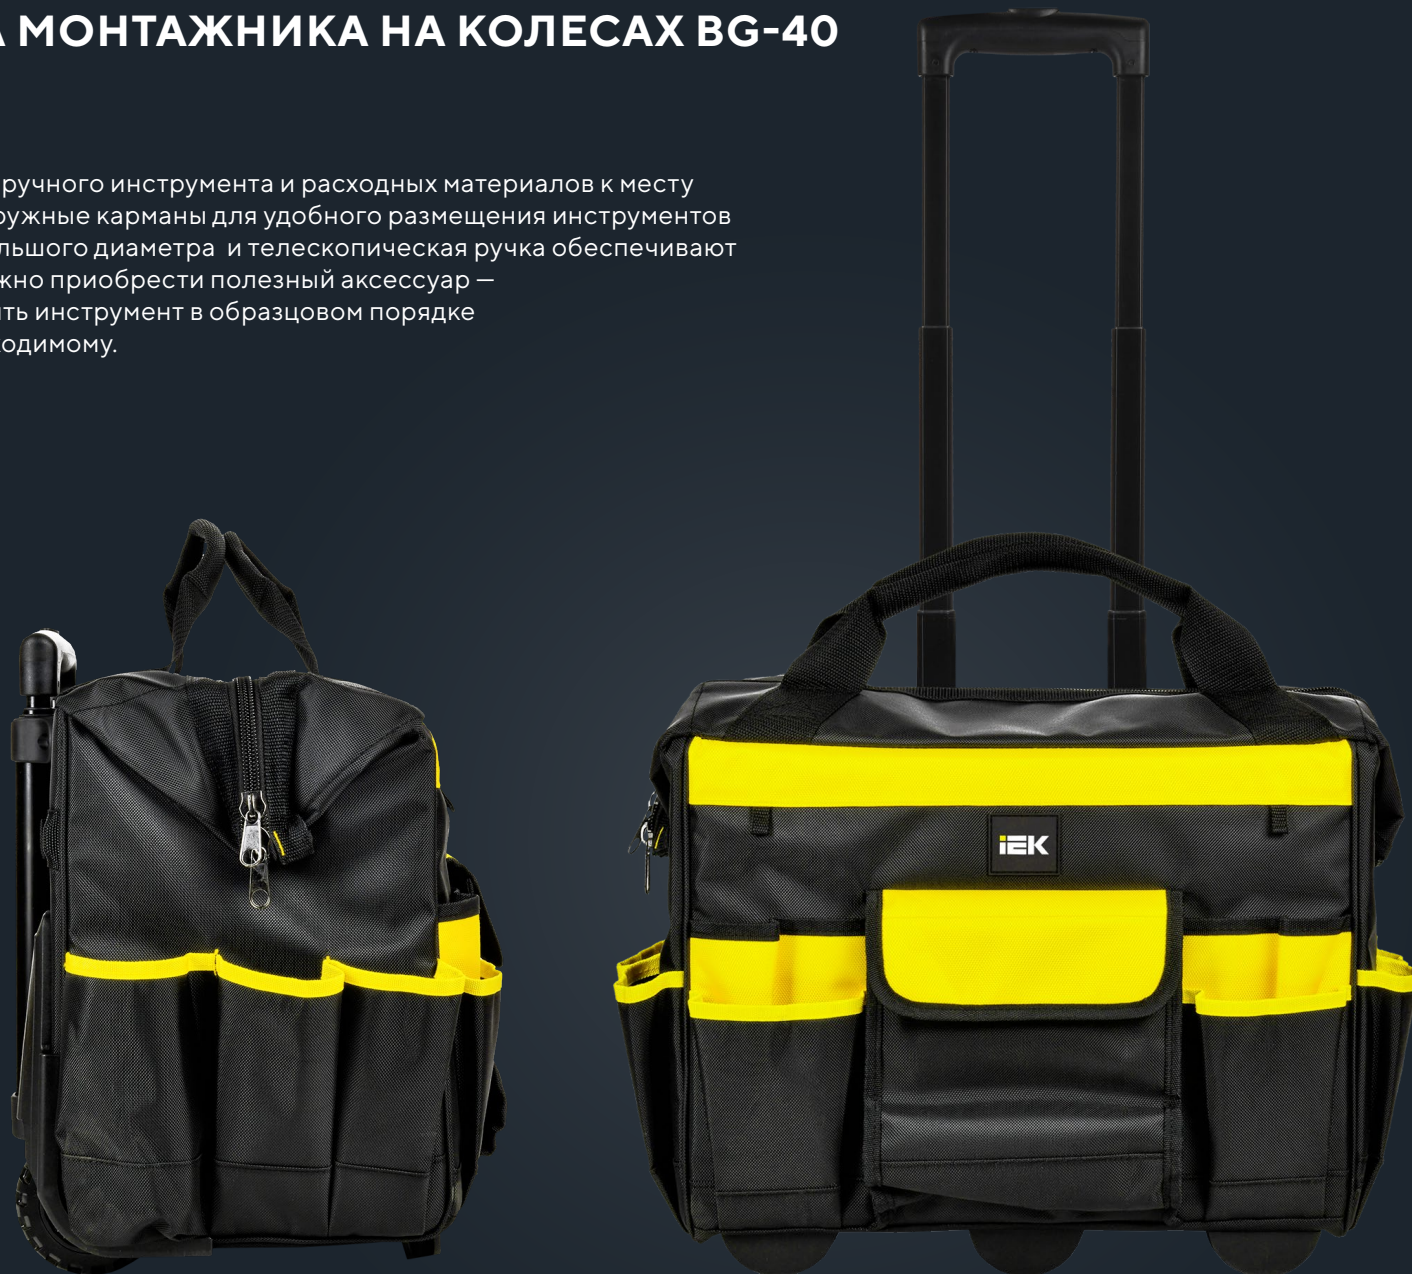 А МОНТАЖНИКА НА КОЛЕСАХ BG-40
ручного инструмента и расходных материалов к месту
ружные карманы для удобного размещения инструментов
льшого диаметра и телескопическая ручка обеспечивают
жно приобрести полезный аксессуар —
ть инструмент в образцовом порядке
ходимому.
iEK